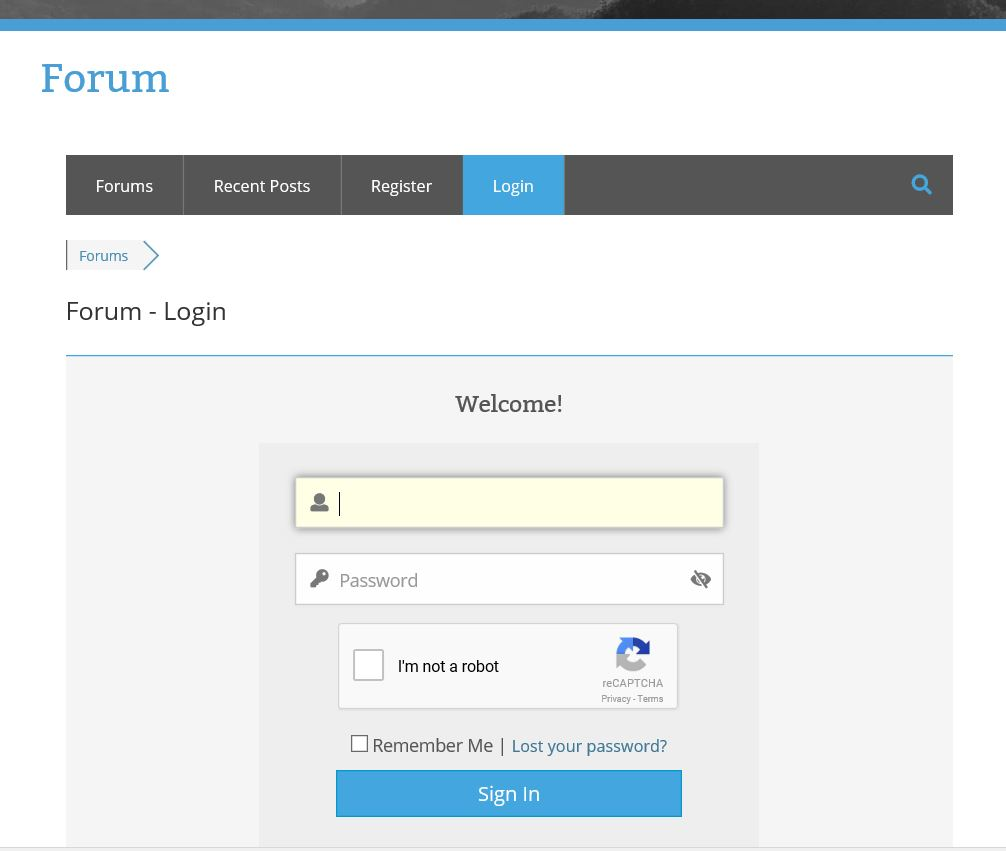 Forum
Forums
Recent Posts
Register
Login
Forums
Forum - Login
Welcome!
Password
I'm not a robot
reCAPTCHA
Privacy - Terms
Remember Me | Lost your password?
Sign In